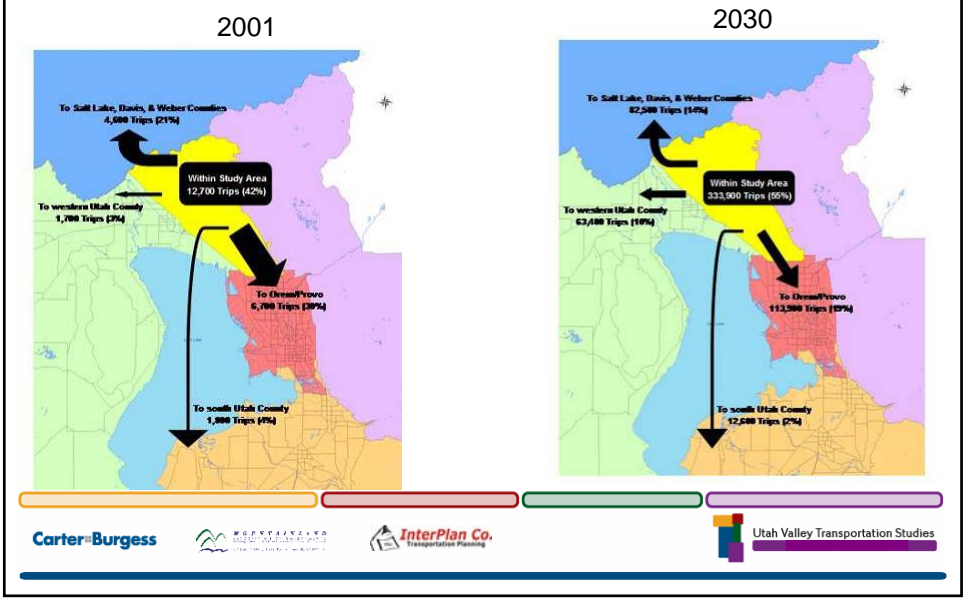 2001
To Salt Lake, Davis, & Weber Counties
4,600 Trips (21%)
Within Study Area
12,700 Trips (42%)
To western Utah County
1,700 Trips (3%)
To Orem/Provo
6,700 Trips (30%)
To south Utah County
Trips (4%)
2030
To Salt Lake, Davis, & Weber Counties
82,500 Trips (14%)
Within Study Area
333,900 Trips (55%)
To western Utah County
63,400 Trips (10%)
To Orem/Provo
113,900 Trips (19%)
To south Utah County
12,600 Trips (2%)
Carter Burgess
MOUNTAINLAND
InterPlan Co.
Transportation Planning
Utah Valley Transportation Studies